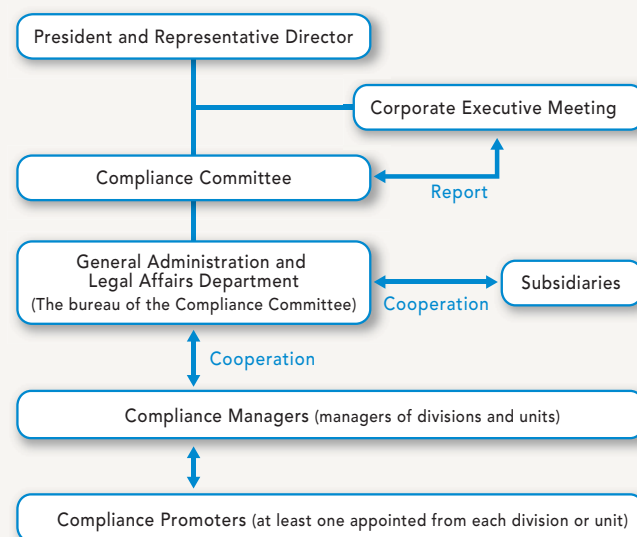 President and Representative Director
Corporate Executive Meeting
Compliance Committee
Report
General Administration and
Legal Affairs Department
(The bureau of the Compliance Committee)
Subsidiaries
Cooperation
Cooperation
Compliance Managers (managers of divisions and units)
Compliance Promoters (at least one appointed from each division or unit)